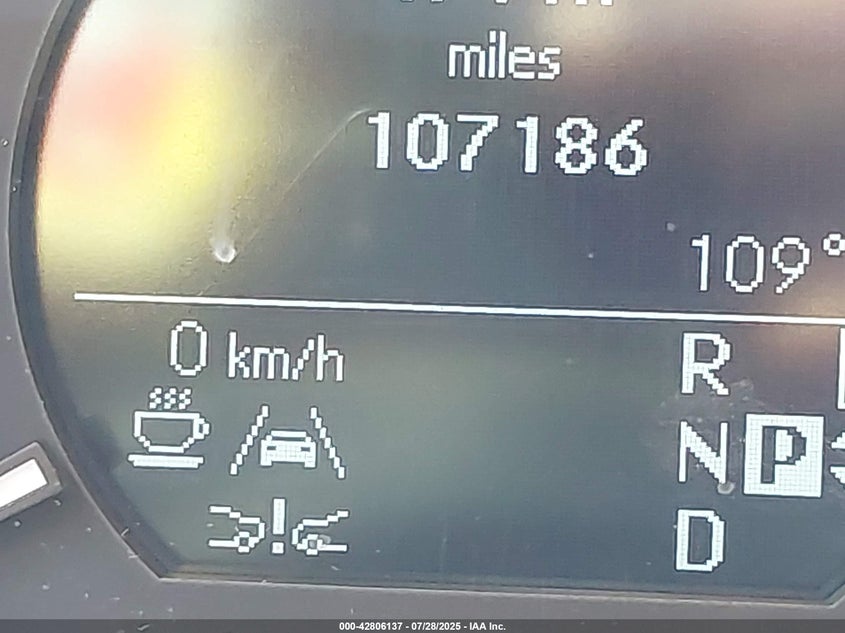 miles
107186
109°
0 km/h
R
N P
D
000-42806137 - 07/28/2025 - IAA Inc.